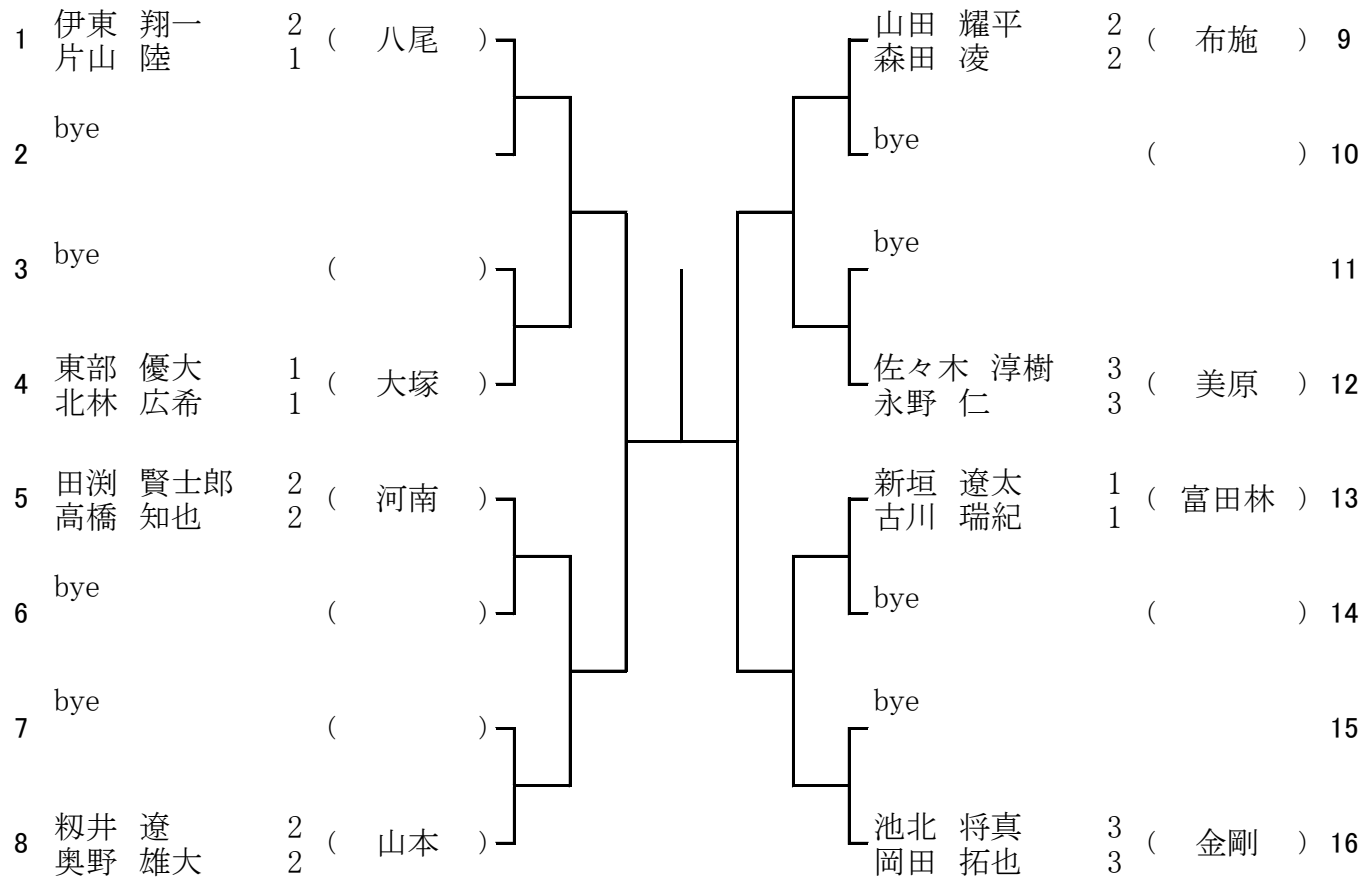 1 伊東 翔一 2 ( 八尾 )
片山 陸 1
2 bye
3 bye ( )
4 東部 優大 1 ( 大塚 )
北林 広希 1
5 田渕 賢士郎 2 ( 河南 )
高橋 知也 2
6 bye ( )
7 bye ( )
8 籾井 遼 2 ( 山本 )
奥野 雄大 2
山田 耀平 2 ( 布施 ) 9
森田 凌 2
bye ( ) 10
bye 11
佐々木 淳樹 3 ( 美原 ) 12
永野 仁 3
新垣 遼太 1 ( 富田林 ) 13
古川 瑞紀 1
bye ( ) 14
bye 15
池北 将真 3 ( 金剛 ) 16
岡田 拓也 3